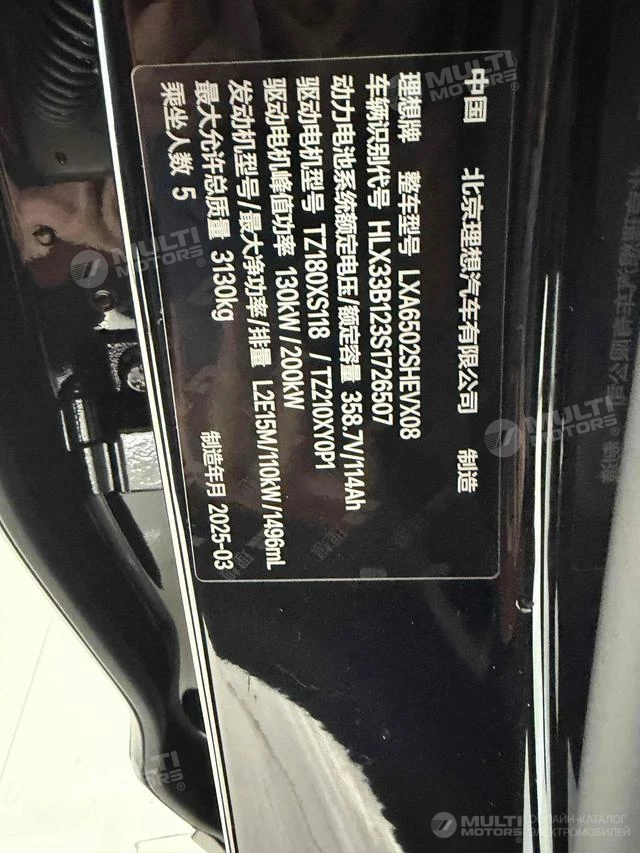 中国 北京理想汽车有限公司 制造
理想牌 整车型号 LXA6502SHEVX08
车辆识别代号 HLX33B123S1726507
动力电池系统额定电压/额定容量 358.7V/114Ah
驱动电机型号 TZ180XS118 / TZ210XY0P1
驱动电机峰值功率 130kW/200kW
发动机型号/最大净功率/排量 L2E15M/110kW/1496mL
最大允许总质量 3130kg 制造年月 2025-03
乘坐人数 5
MULTI
MOTORS®
MULTI
MOTORS®
MULTI
MOTORS®
MULTI
MOTORS®
MULTI
MOTORS
ОНЛАЙН-КАТАЛОГ
ЭЛЕКТРОМОБИЛЕЙ